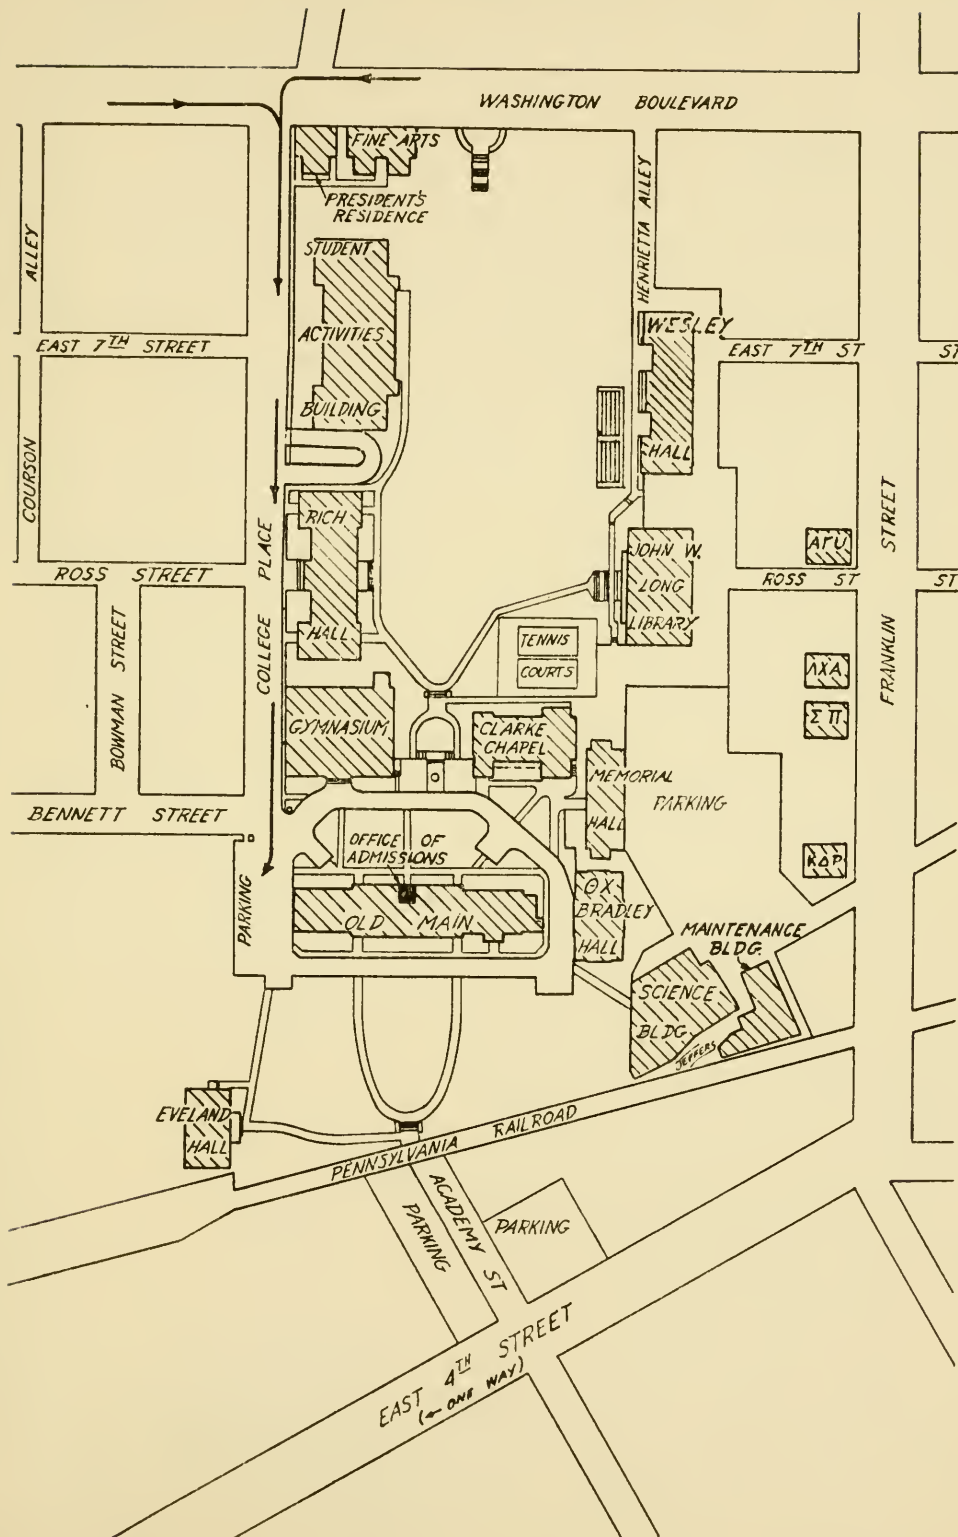 WASHINGTON BOULEVARD
FINE ARTS
PRESIDENT'S
RESIDENCE
HENRIETTA ALLEY
ALLEY
STUDENT
ACTIVITIES
BUILDING
WESLEY
HALL
EAST 7TH STREET
EAST 7TH ST
ST
COURSON
COLLEGE PLACE
RICH
HALL
FRANKLIN STREET
ΑΓΥ
JOHN W.
LONG
LIBRARY
ROSS STREET
ROSS ST
ST
BOWMAN STREET
TENNIS
COURTS
ΛΧΑ
ΣΠ
GYMNASIUM
CLARKE
CHAPEL
MEMORIAL
HALL
PARKING
BENNETT STREET
OFFICE OF
ADMISSIONS
ΚΔΡ
ΘΧ
BRADLEY
HALL
PARKING
OLD MAIN
MAINTENANCE
BLDG.
SCIENCE
BLDG
JEFFERS
EVELAND
HALL
PENNSYLVANIA RAILROAD
ACADEMY ST
PARKING
PARKING
EAST 4TH STREET
(← ONE WAY)